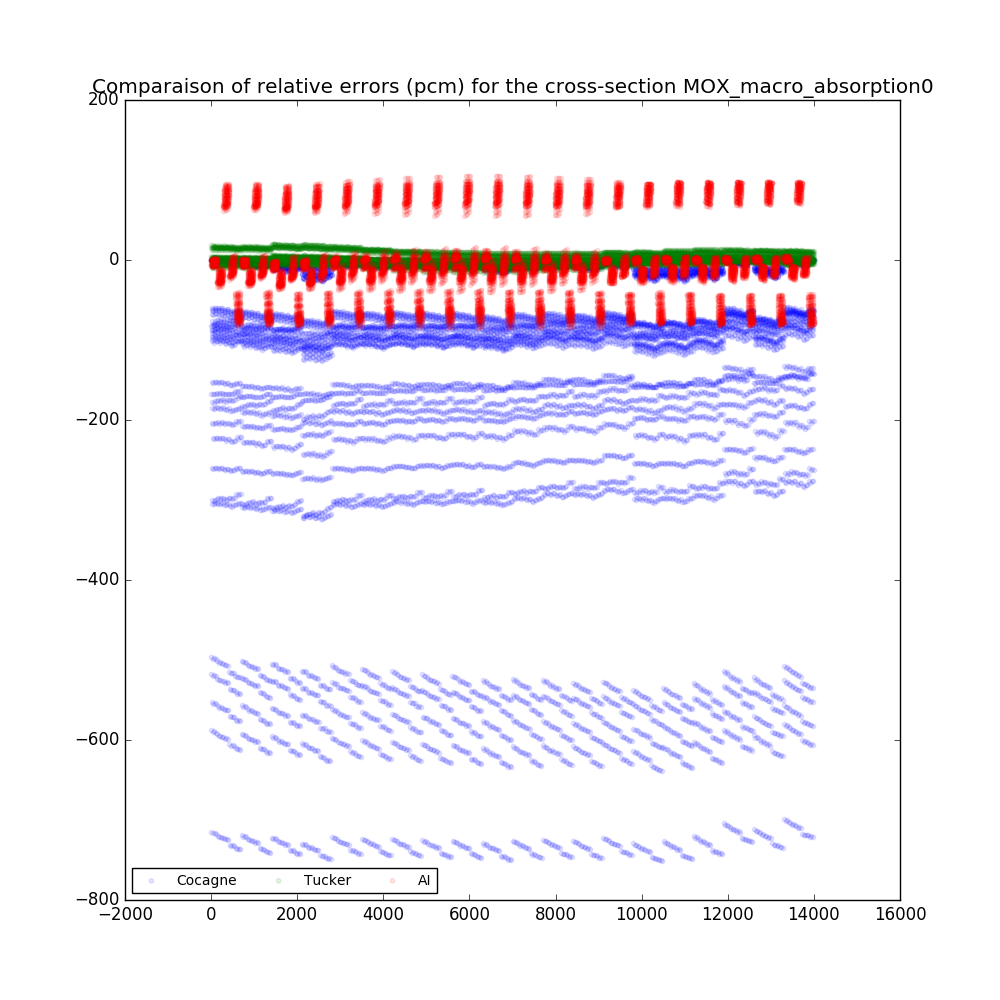 Comparaison of relative errors (pcm) for the cross-section MOX_macro_absorption0
200
0
−200
−400
−600
−800
Cocagne Tucker AI
−2000 0 2000 4000 6000 8000 10000 12000 14000 16000